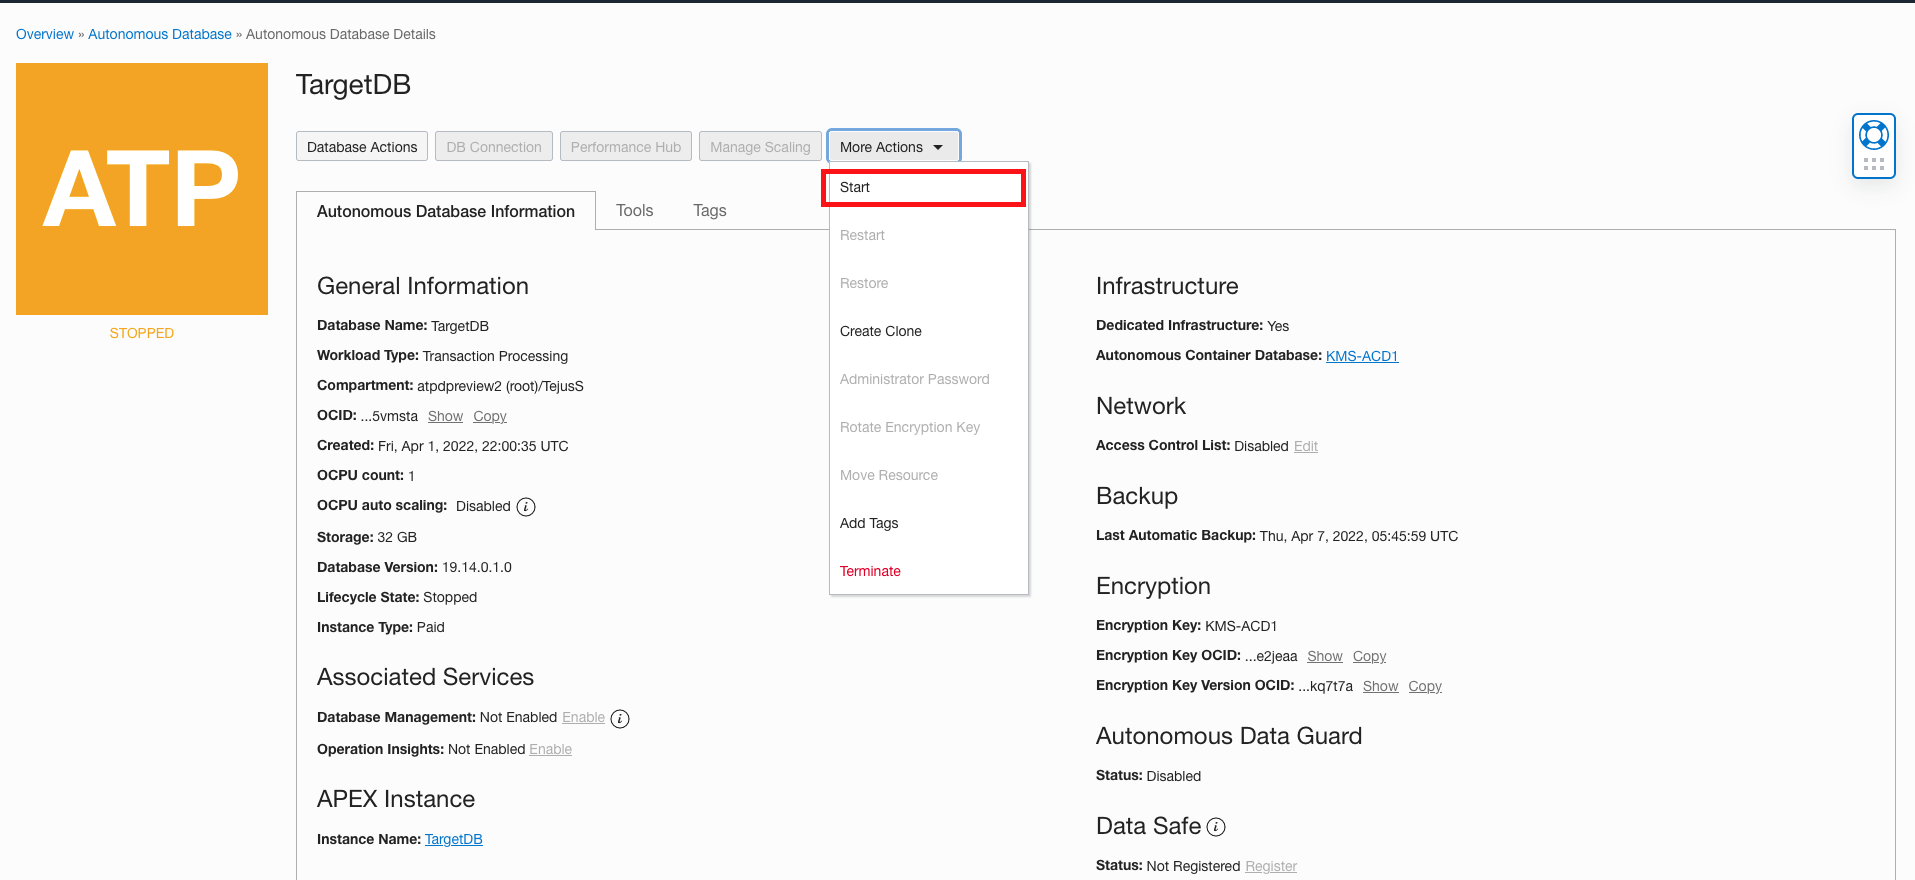 Overview » Autonomous Database » Autonomous Database Details
ATP
STOPPED
TargetDB
Database Actions
DB Connection
Performance Hub
Manage Scaling
More Actions
Start
Restart
Restore
Create Clone
Administrator Password
Rotate Encryption Key
Move Resource
Add Tags
Terminate
Autonomous Database Information
Tools
Tags
General Information
Database Name: TargetDB
Workload Type: Transaction Processing
Compartment: atpdpreview2 (root)/TejusS
OCID: ...5vmsta Show Copy
Created: Fri, Apr 1, 2022, 22:00:35 UTC
OCPU count: 1
OCPU auto scaling: Disabled i
Storage: 32 GB
Database Version: 19.14.0.1.0
Lifecycle State: Stopped
Instance Type: Paid
Associated Services
Database Management: Not Enabled Enable i
Operation Insights: Not Enabled Enable
APEX Instance
Instance Name: TargetDB
Infrastructure
Dedicated Infrastructure: Yes
Autonomous Container Database: KMS-ACD1
Network
Access Control List: Disabled Edit
Backup
Last Automatic Backup: Thu, Apr 7, 2022, 05:45:59 UTC
Encryption
Encryption Key: KMS-ACD1
Encryption Key OCID: ...e2jeaa Show Copy
Encryption Key Version OCID: ...kq7t7a Show Copy
Autonomous Data Guard
Status: Disabled
Data Safe i
Status: Not Registered Register